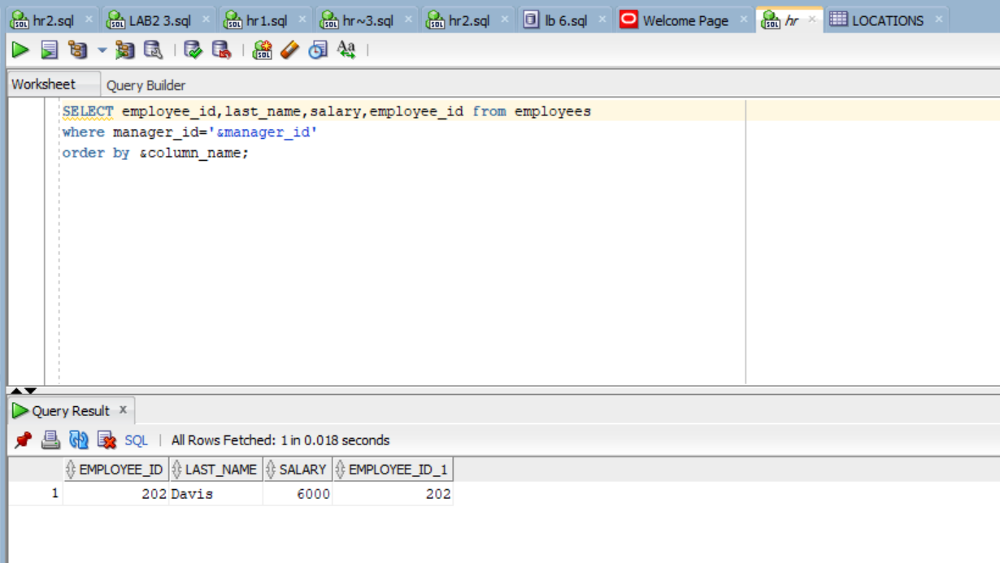 hr2.sql LAB2 3.sql hr1.sql hr~3.sql hr2.sql lb 6.sql Welcome Page hr LOCATIONS
Worksheet Query Builder
SELECT employee_id,last_name,salary,employee_id from employees
where manager_id='&manager_id'
order by &column_name;
Query Result x
SQL | All Rows Fetched: 1 in 0.018 seconds
EMPLOYEE_ID LAST_NAME SALARY EMPLOYEE_ID_1
1 202 Davis 6000 202